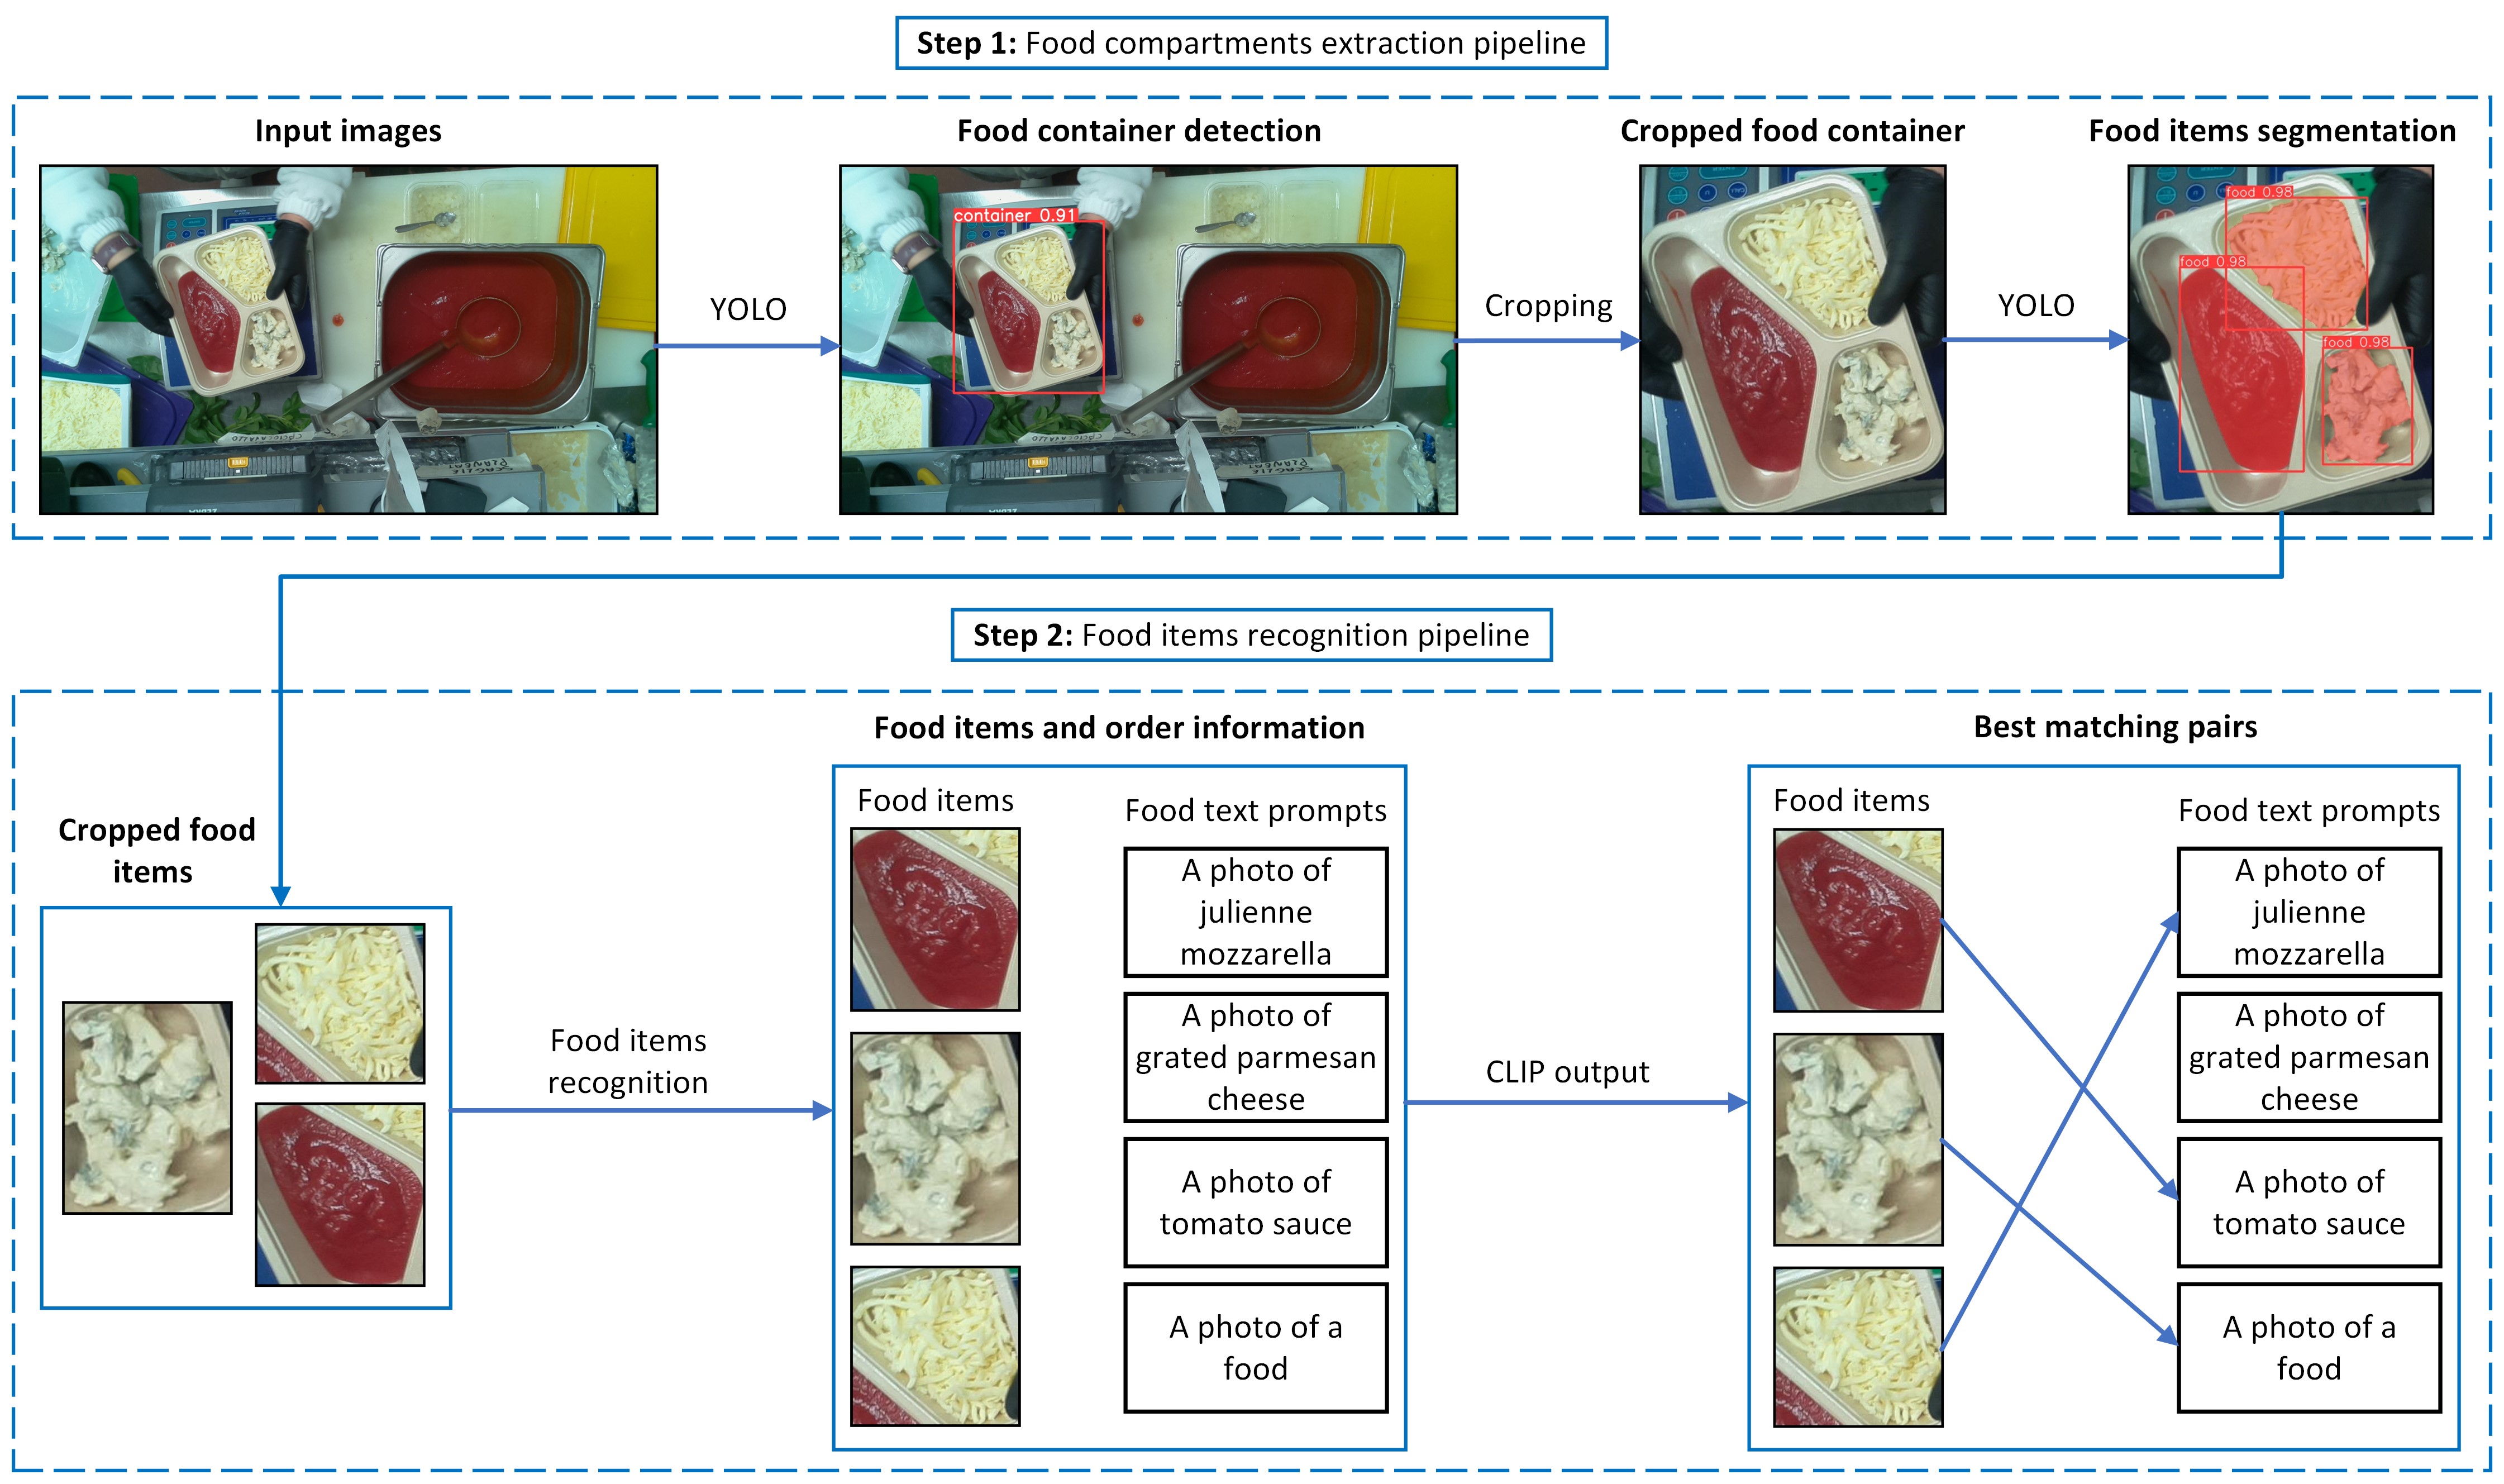 Step 1: Food compartments extraction pipeline
Input images
Food container detection
Cropped food container
Food items segmentation
container 0.91
food 0.98
food 0.98
food 0.98
YOLO
Cropping
YOLO
Step 2: Food items recognition pipeline
Cropped food
items
Food items
recognition
Food items and order information
Food items
Food text prompts
A photo of
julienne
mozzarella
A photo of
grated parmesan
cheese
A photo of
tomato sauce
A photo of a
food
CLIP output
Best matching pairs
Food items
Food text prompts
A photo of
julienne
mozzarella
A photo of
grated parmesan
cheese
A photo of
tomato sauce
A photo of a
food